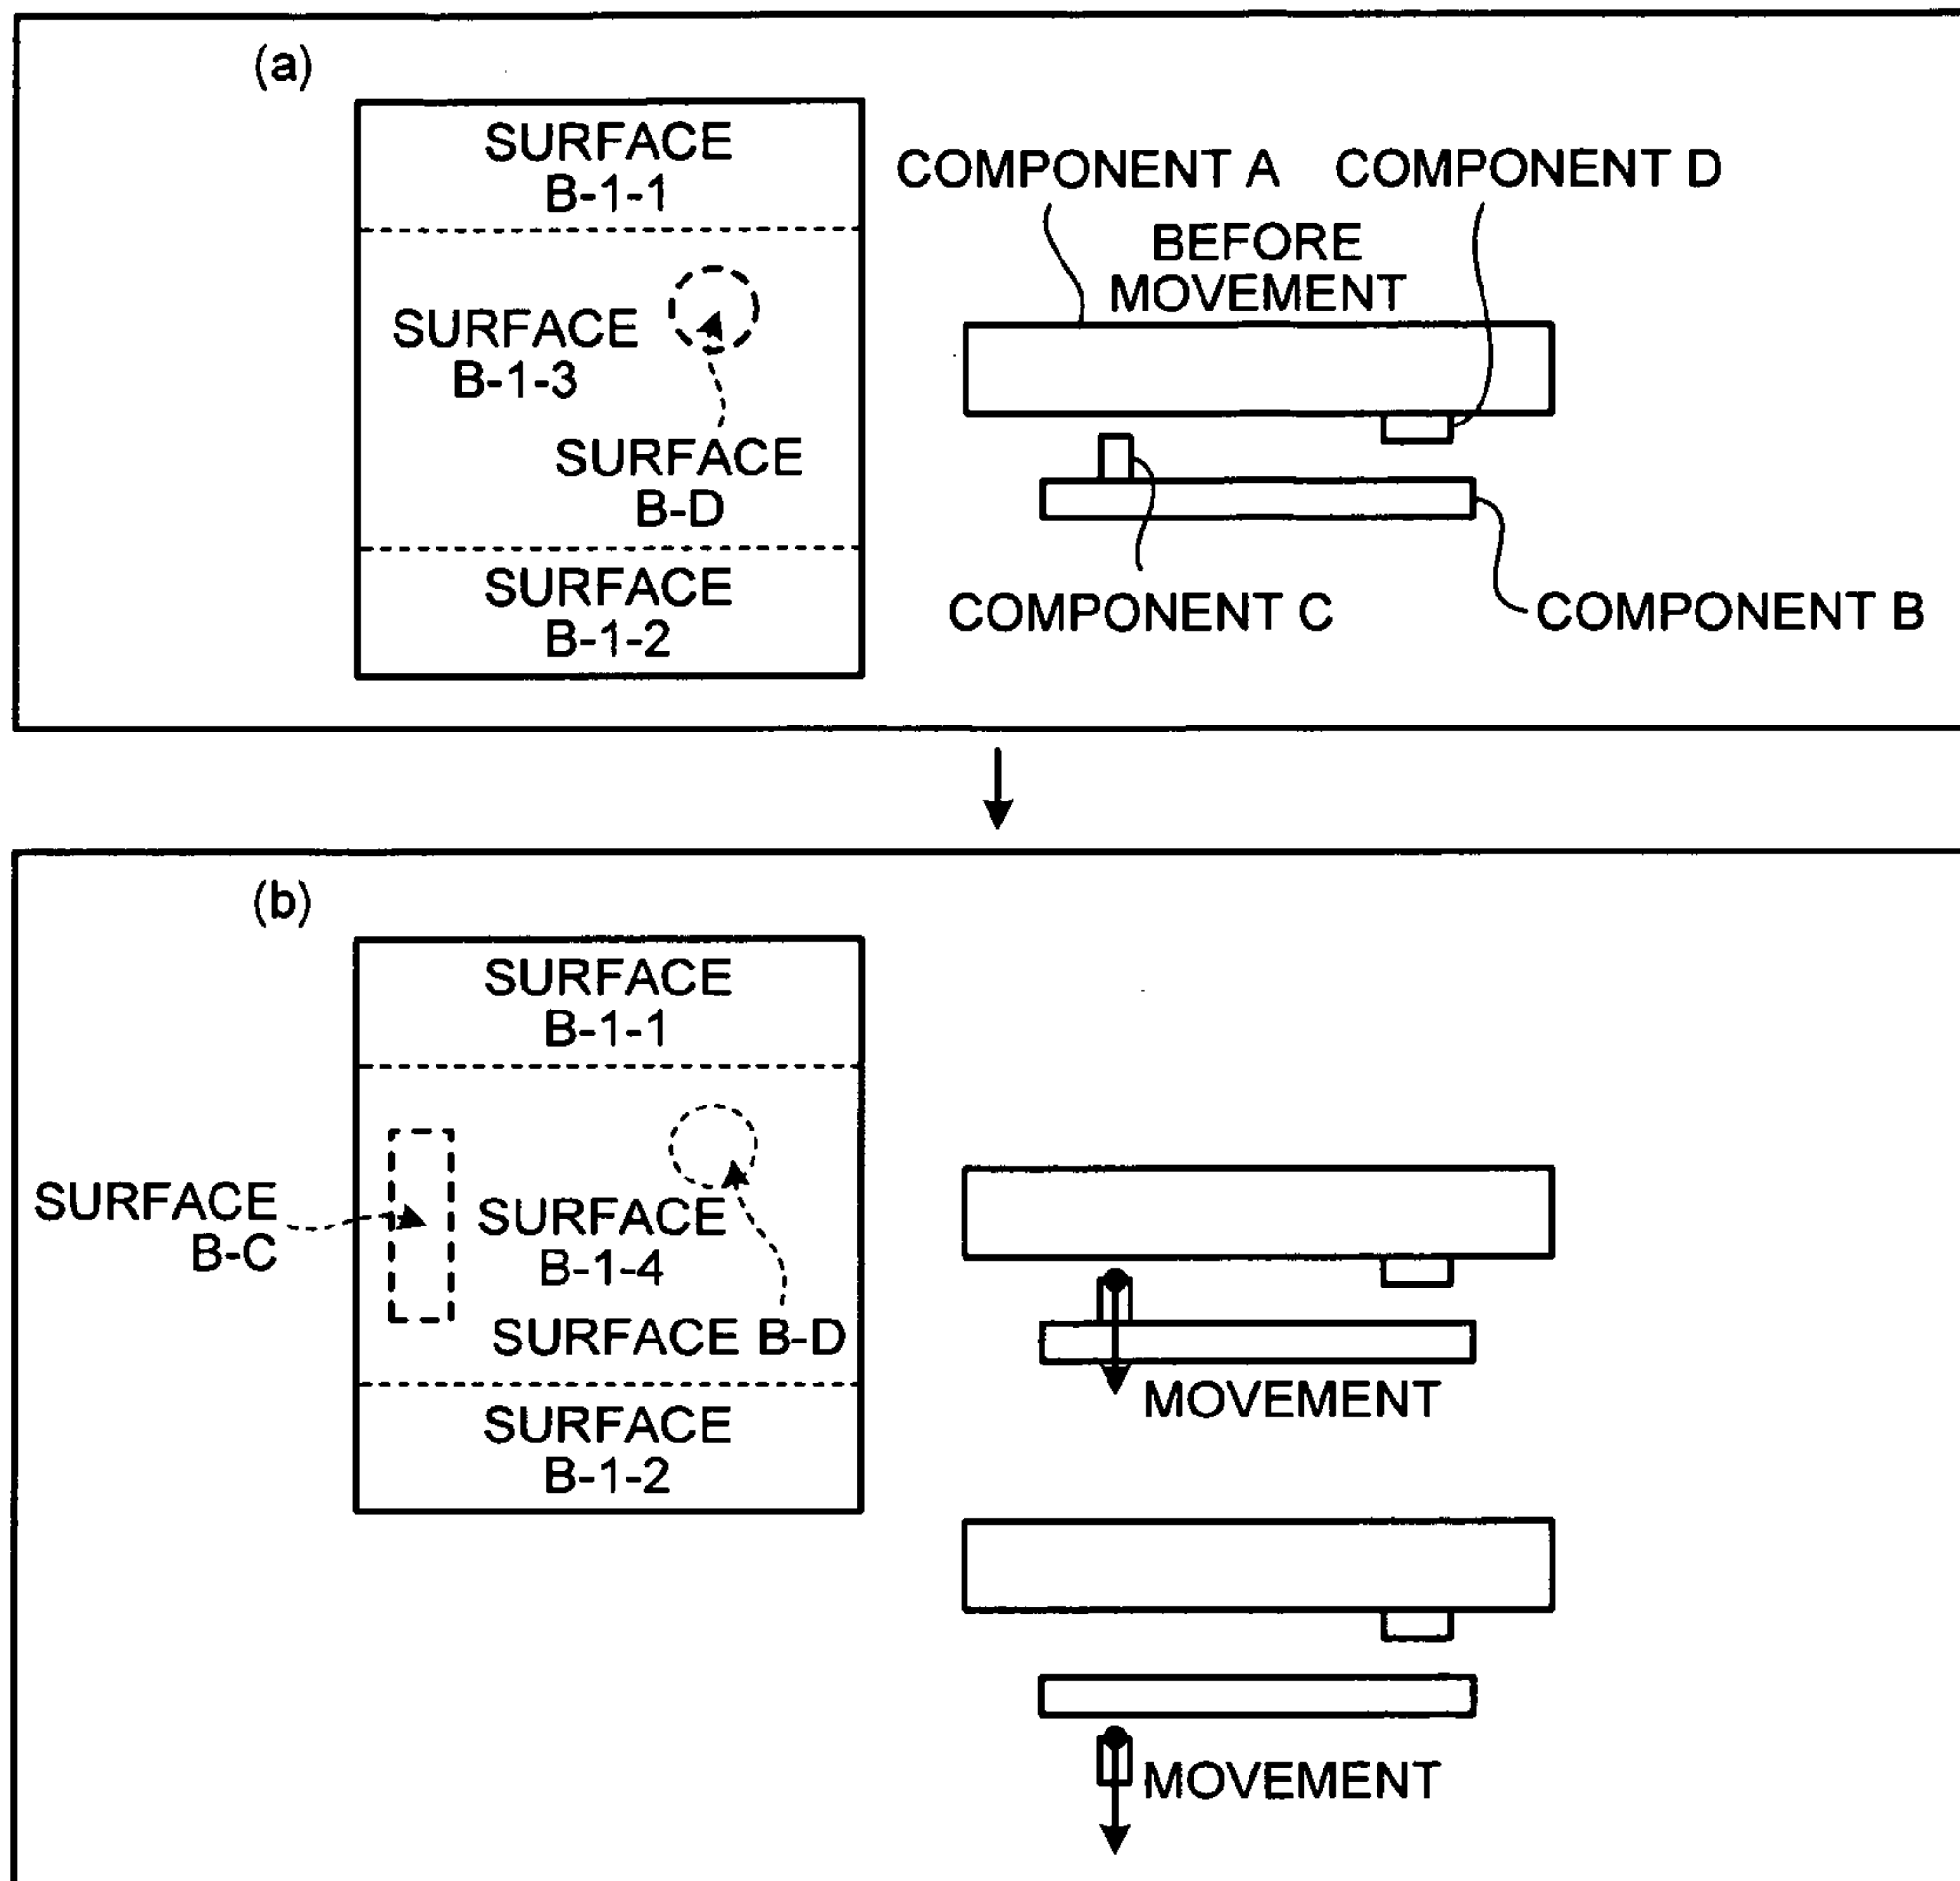 (a)
SURFACE
B-1-1
SURFACE
B-1-3
SURFACE
B-D
SURFACE
B-1-2
COMPONENT A
COMPONENT D
BEFORE
MOVEMENT
COMPONENT C
COMPONENT B
(b)
SURFACE
B-1-1
SURFACE
B-C
SURFACE
B-1-4
SURFACE B-D
SURFACE
B-1-2
MOVEMENT
MOVEMENT